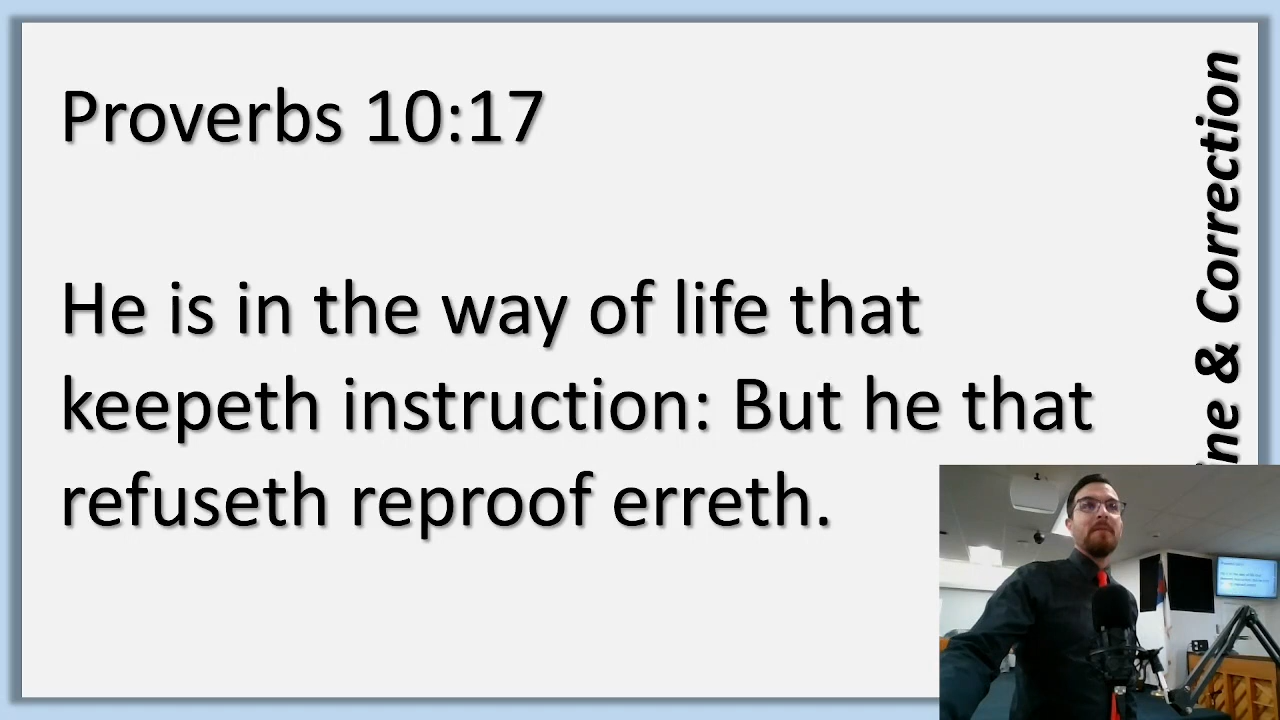 Proverbs 10:17
He is in the way of life that
keepeth instruction: But he that
refuseth reproof erreth.
& Correction